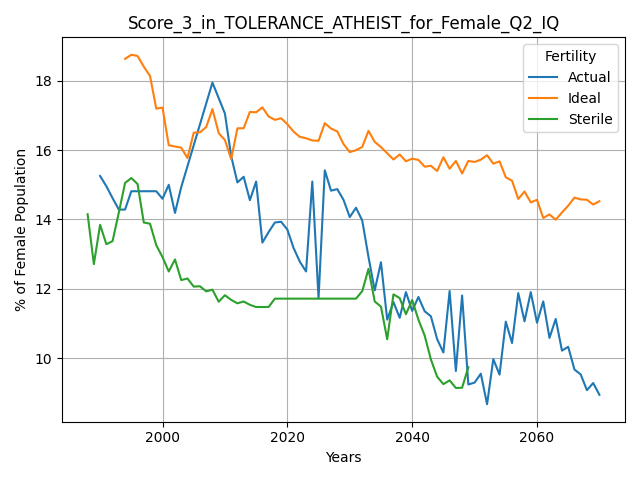 Score_3_in_TOLERANCE_ATHEIST_for_Female_Q2_IQ
Fertility
Actual
Ideal
Sterile
% of Female Population
18
16
14
12
10
2000
2020
2040
2060
Years